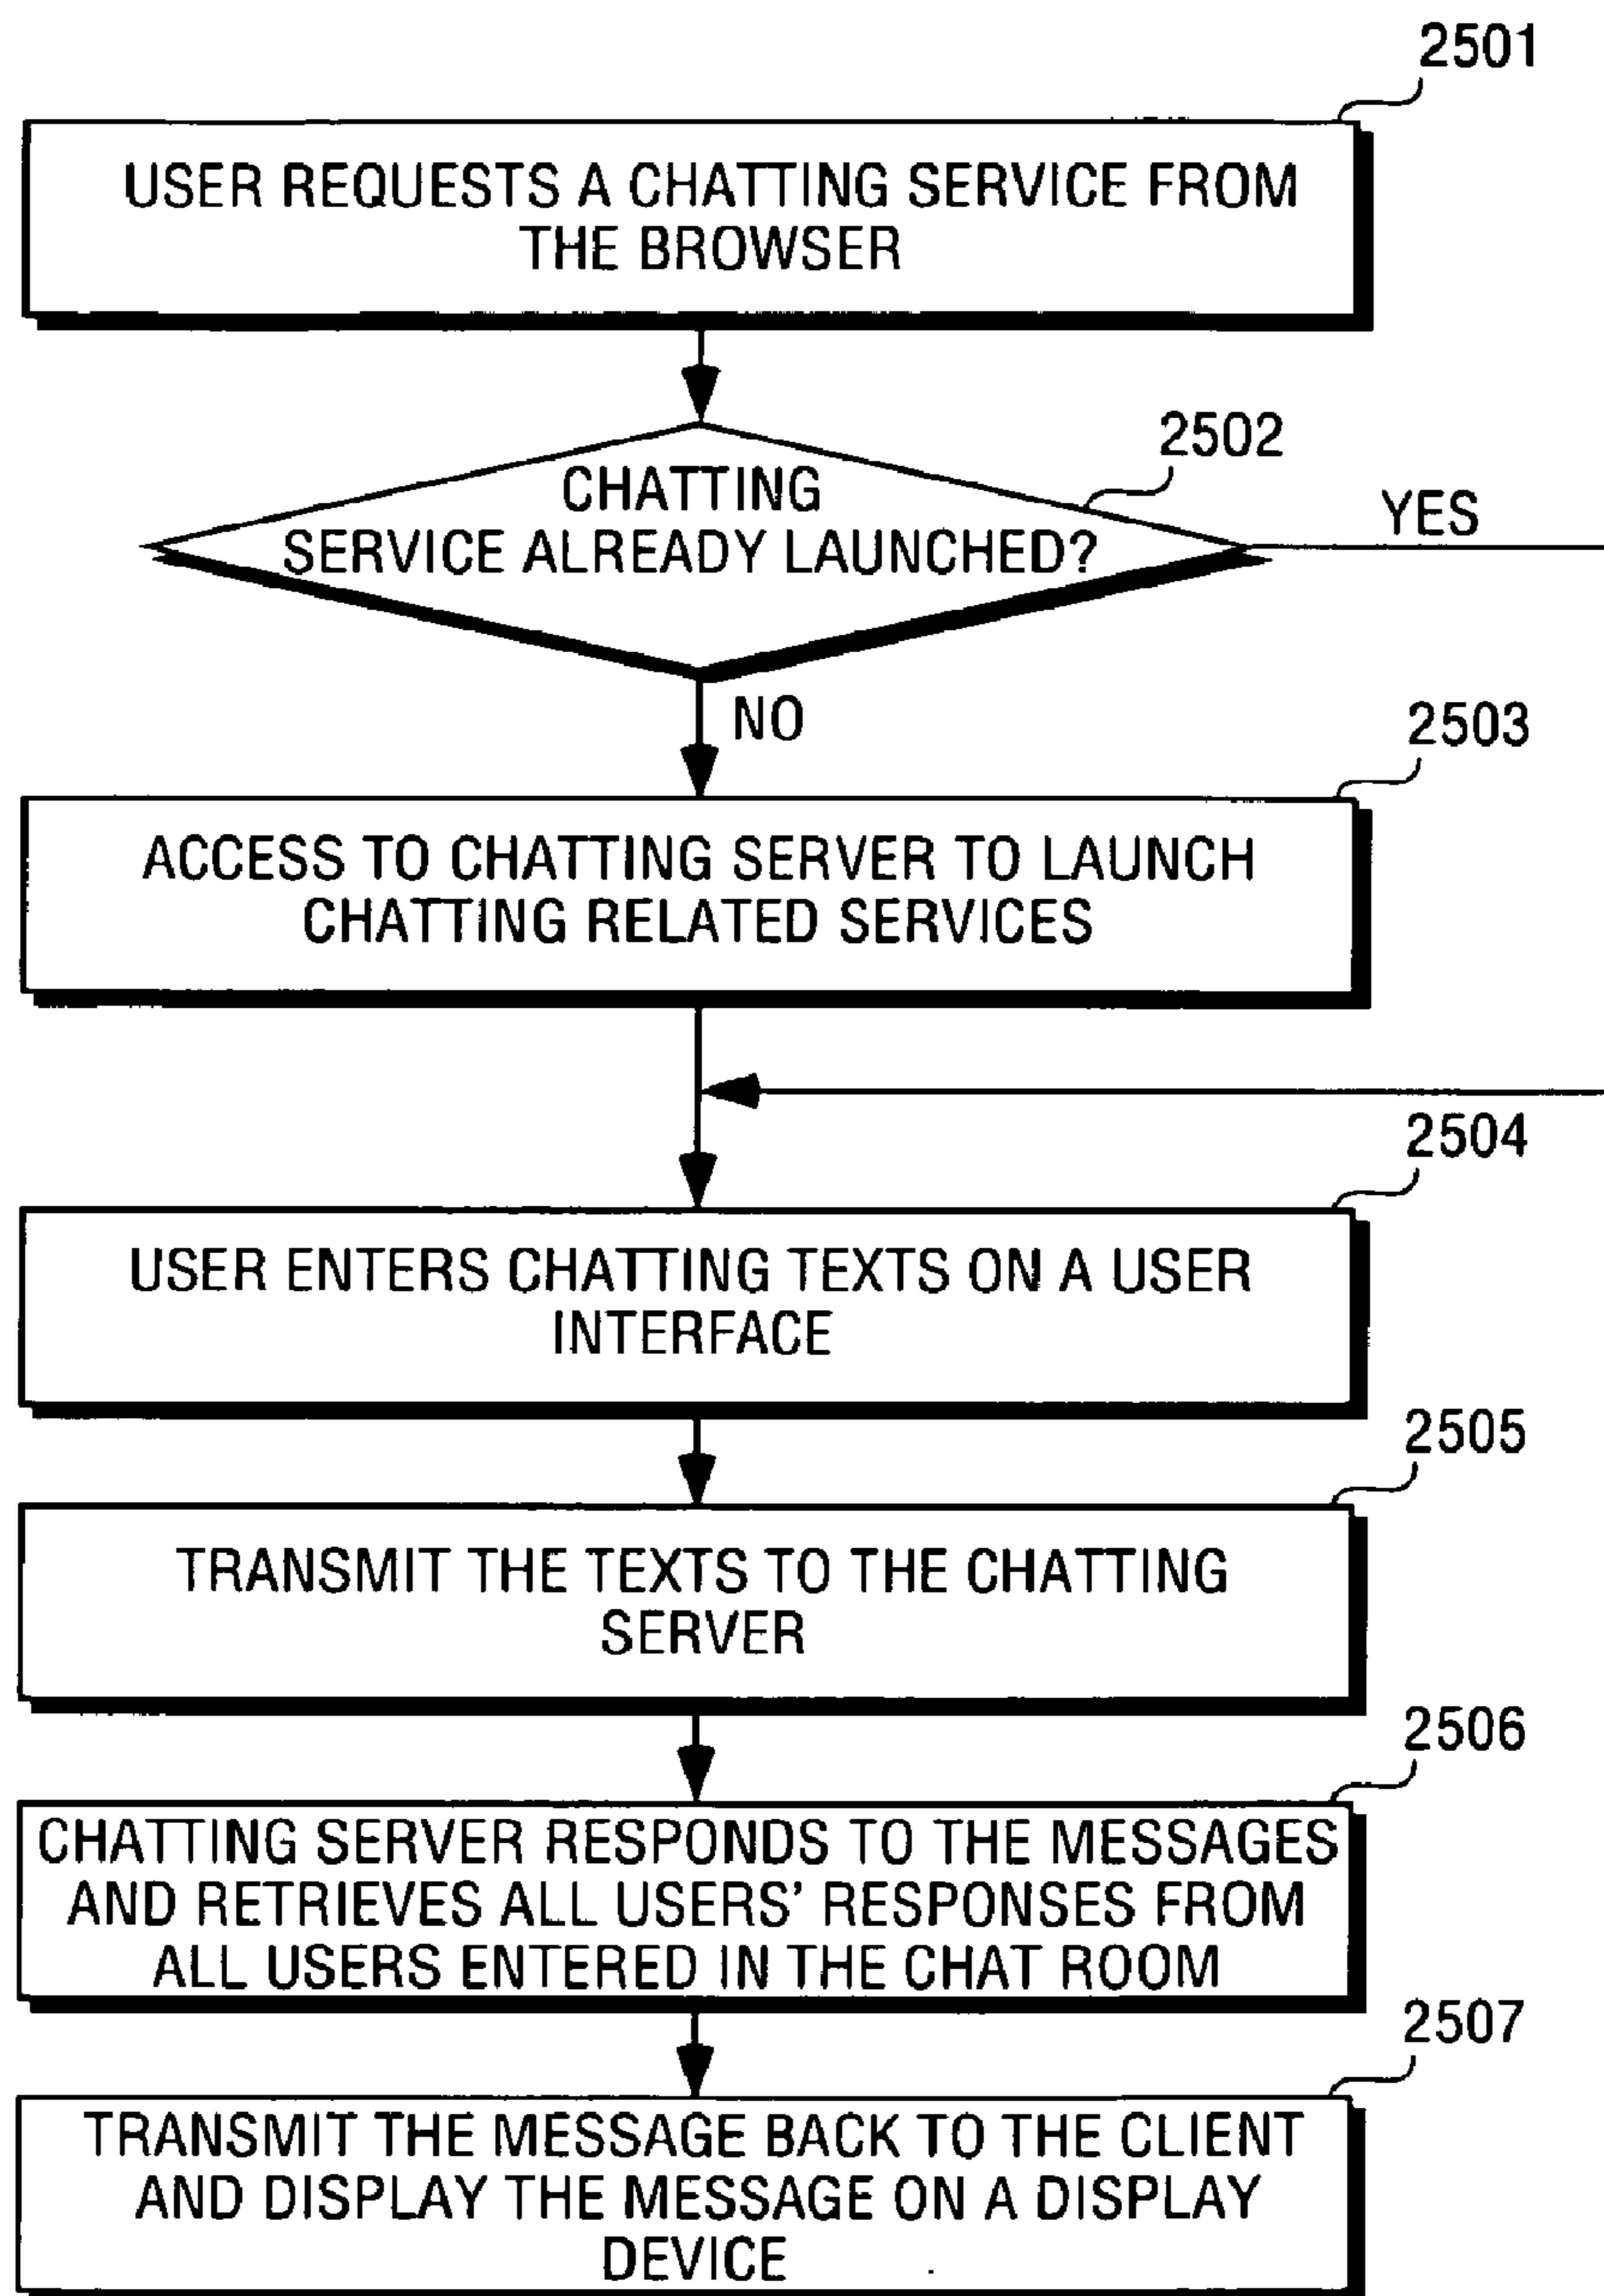 2501
USER REQUESTS A CHATTING SERVICE FROM
THE BROWSER
2502
CHATTING
SERVICE ALREADY LAUNCHED?
YES
NO
2503
ACCESS TO CHATTING SERVER TO LAUNCH
CHATTING RELATED SERVICES
2504
USER ENTERS CHATTING TEXTS ON A USER
INTERFACE
2505
TRANSMIT THE TEXTS TO THE CHATTING
SERVER
2506
CHATTING SERVER RESPONDS TO THE MESSAGES
AND RETRIEVES ALL USERS' RESPONSES FROM
ALL USERS ENTERED IN THE CHAT ROOM
2507
TRANSMIT THE MESSAGE BACK TO THE CLIENT
AND DISPLAY THE MESSAGE ON A DISPLAY
DEVICE